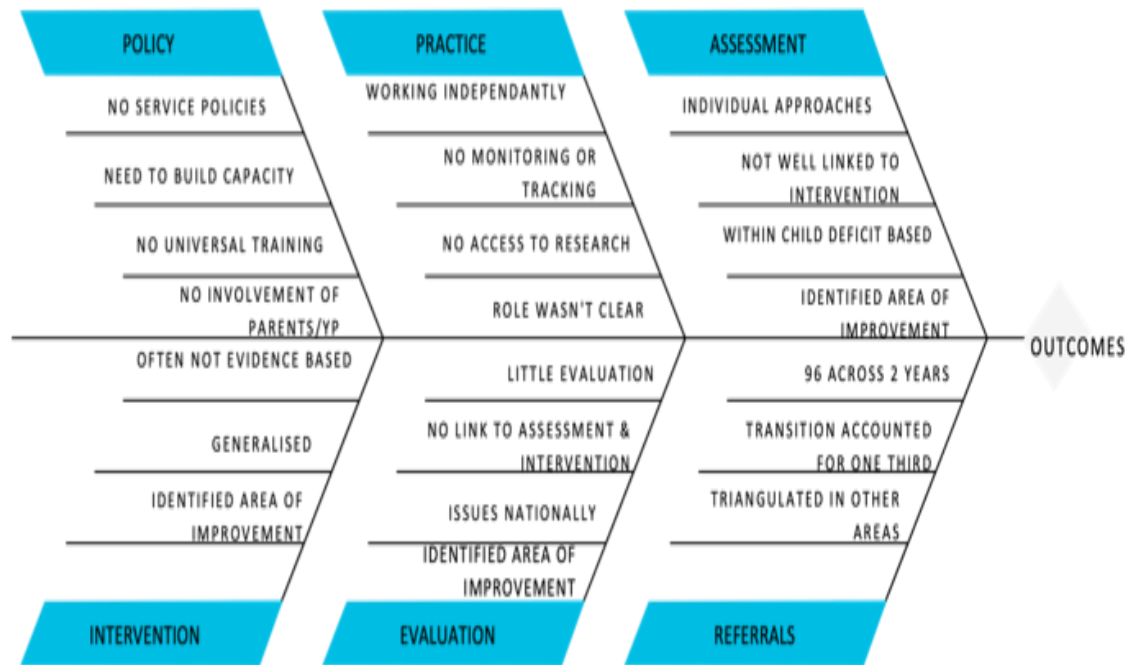 POLICY
NO SERVICE POLICIES
NEED TO BUILD CAPACITY
NO UNIVERSAL TRAINING
NO INVOLVEMENT OF
PARENTS/YP
PRACTICE
WORKING INDEPENDANTLY
NO MONITORING OR
TRACKING
NO ACCESS TO RESEARCH
ROLE WASN'T CLEAR
ASSESSMENT
INDIVIDUAL APPROACHES
NOT WELL LINKED TO
INTERVENTION
WITHIN CHILD DEFICIT BASED
IDENTIFIED AREA OF
IMPROVEMENT
OUTCOMES
OFTEN NOT EVIDENCE BASED
GENERALISED
IDENTIFIED AREA OF
IMPROVEMENT
INTERVENTION
LITTLE EVALUATION
NO LINK TO ASSESSMENT &
INTERVENTION
ISSUES NATIONALLY
IDENTIFIED AREA OF
IMPROVEMENT
EVALUATION
96 ACROSS 2 YEARS
TRANSITION ACCOUNTED
FOR ONE THIRD
TRIANGULATED IN OTHER
AREAS
REFERRALS